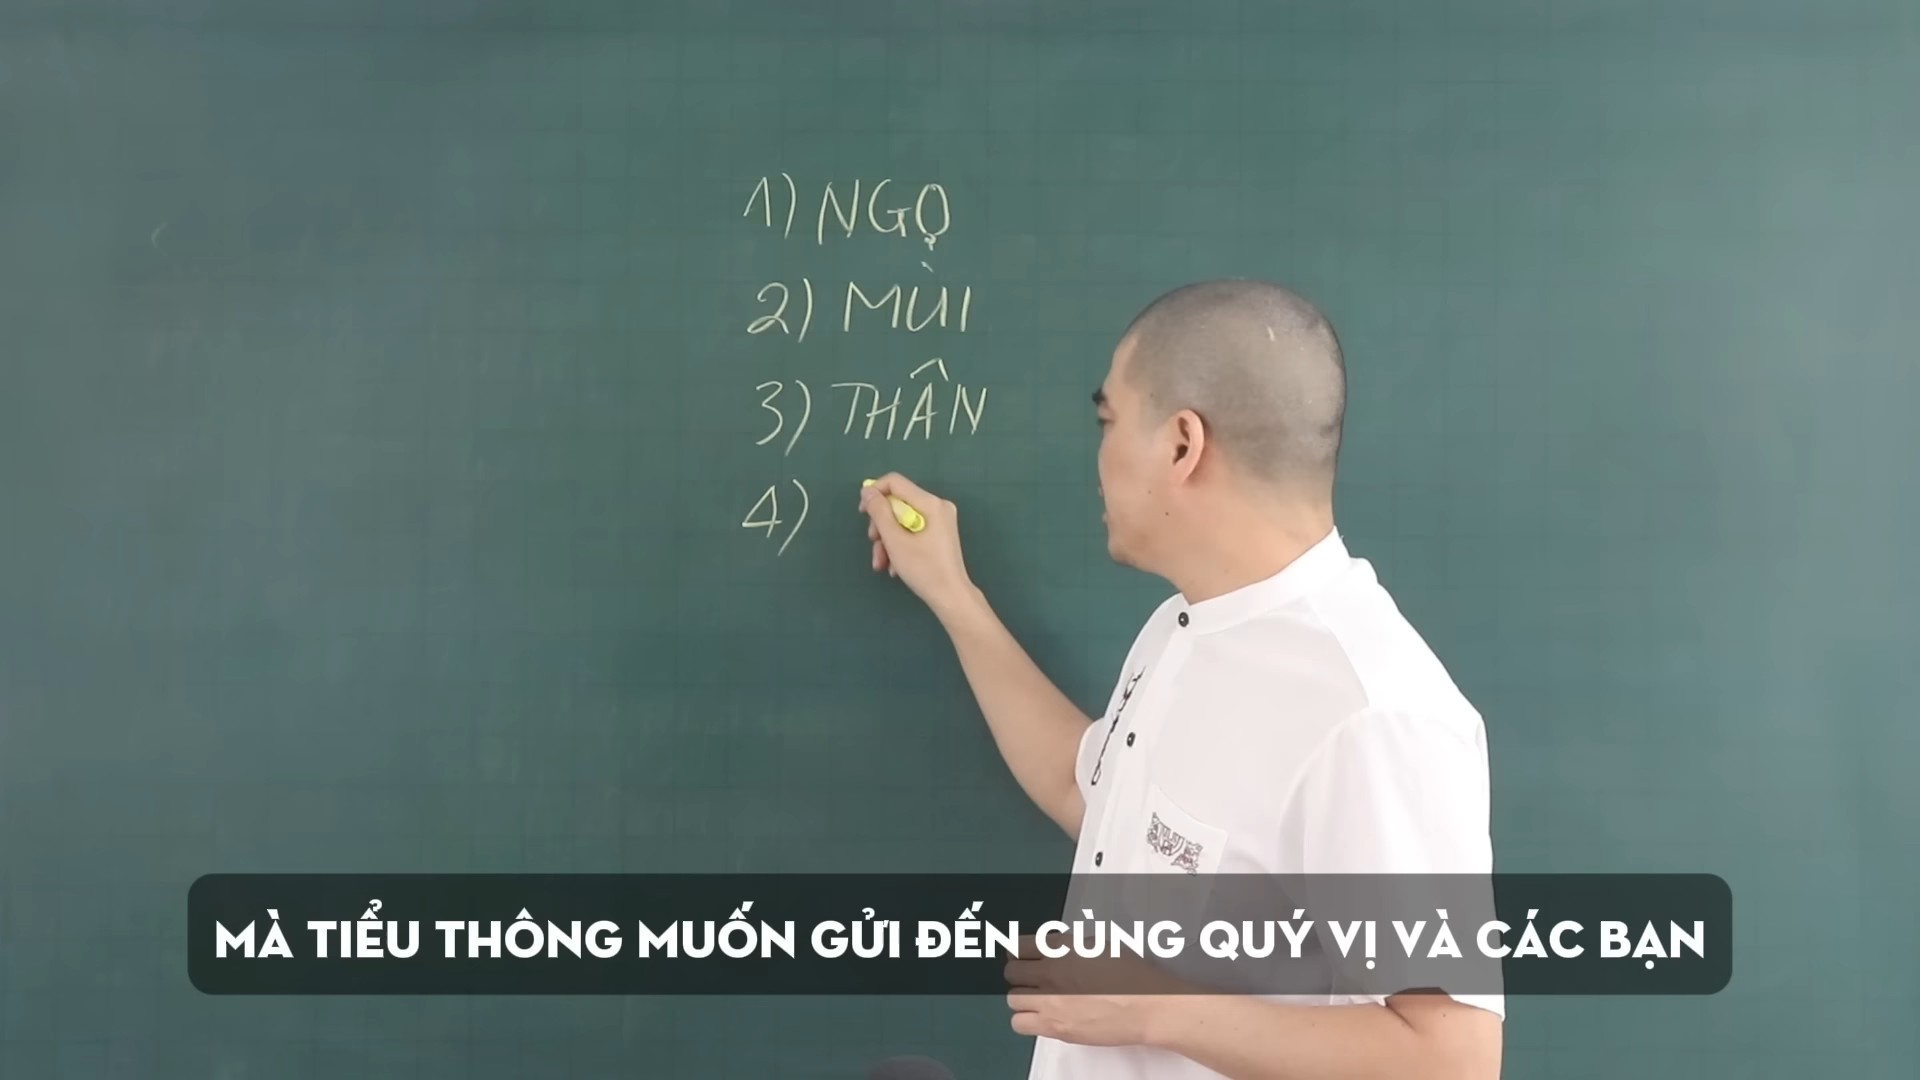 1) NGỌ
2) MÙI
3) THÂN
4)
MÀ TIỂU THÔNG MUỐN GỬI ĐẾN CÙNG QUÝ VỊ VÀ CÁC BẠN